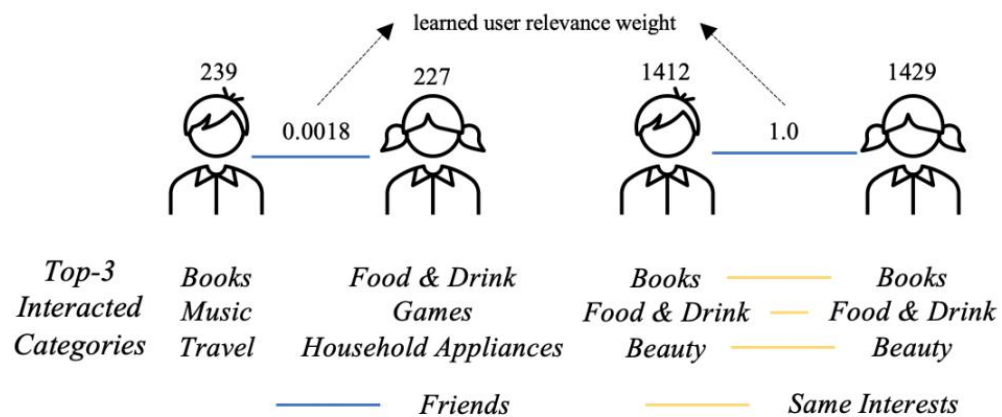 learned user relevance weight
239 227 1412 1429
0.0018 1.0
Top-3 Books Food & Drink Books Books
Interacted Music Games Food & Drink Food & Drink
Categories Travel Household Appliances Beauty Beauty
Friends Same Interests